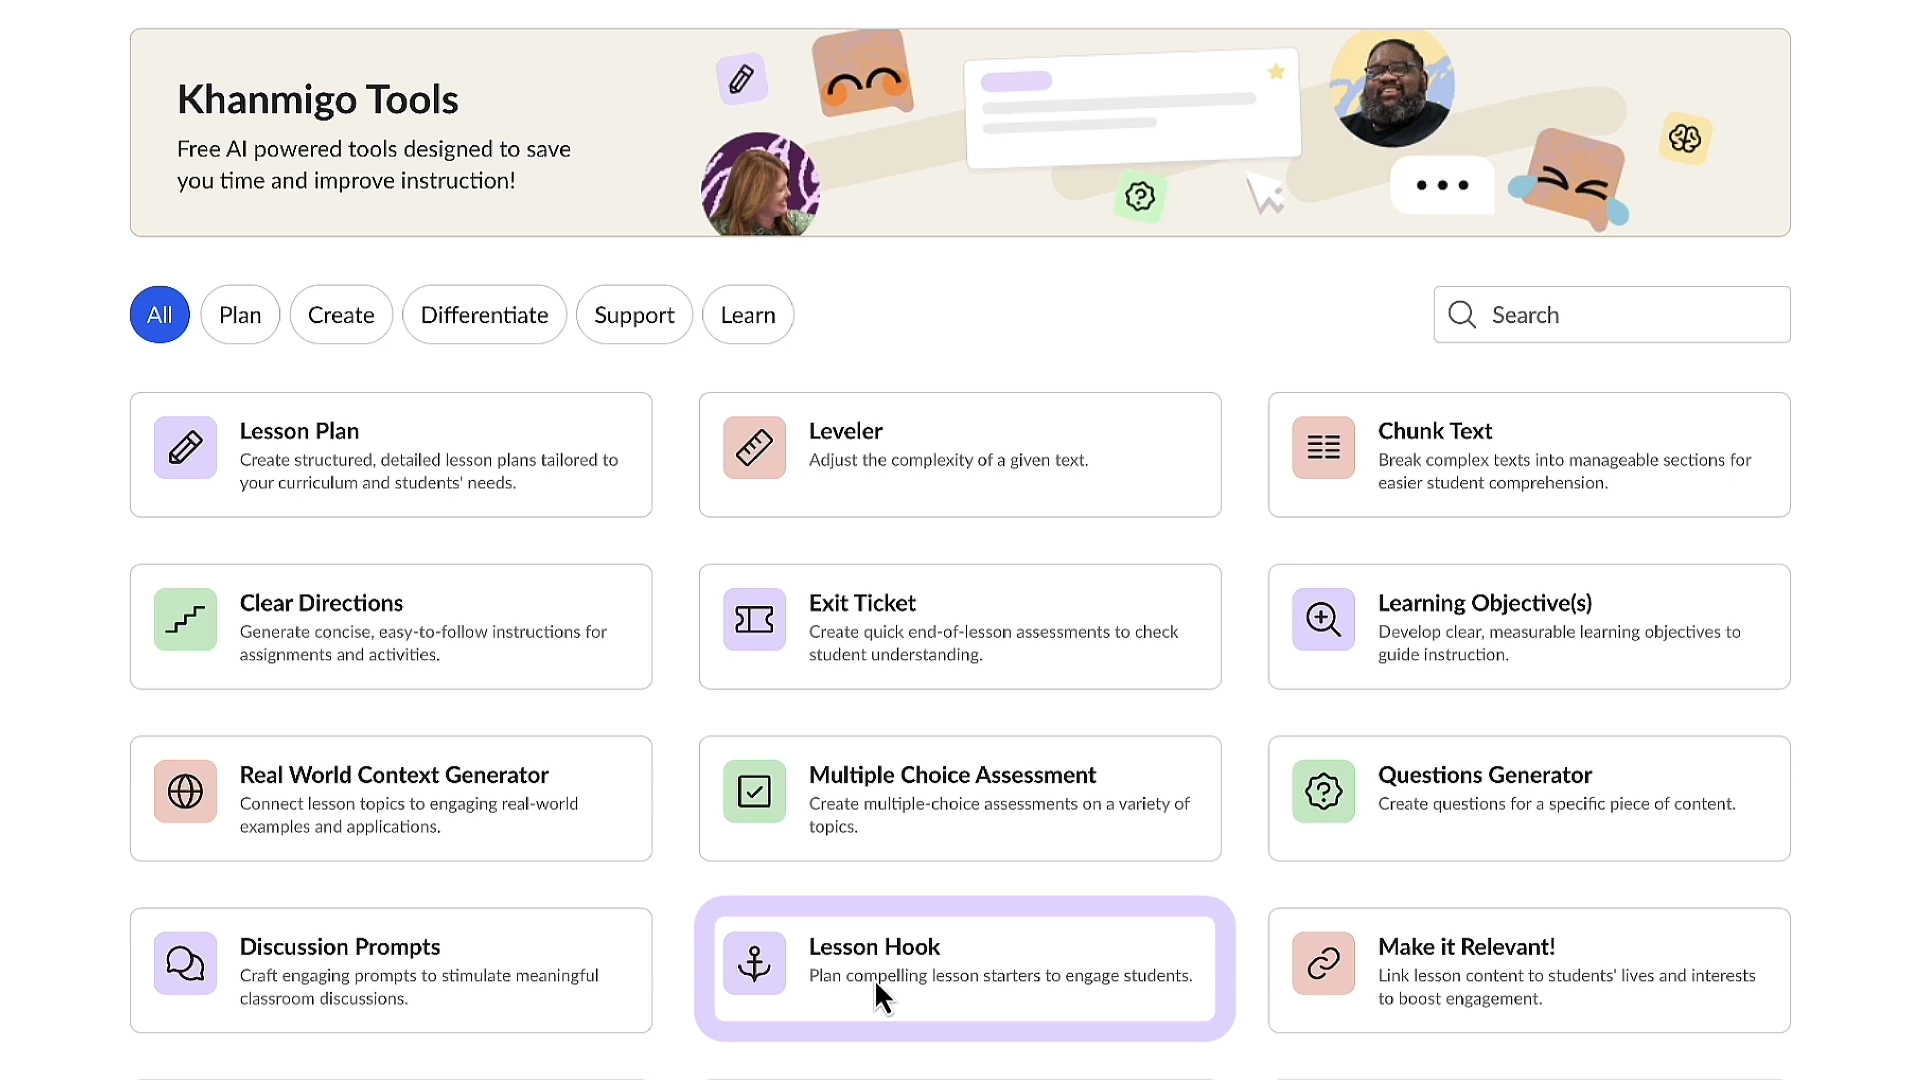 Khanmigo Tools
Free AI powered tools designed to save
you time and improve instruction!
All
Plan
Create
Differentiate
Support
Learn
Search
Lesson Plan
Create structured, detailed lesson plans tailored to
your curriculum and students' needs.
Leveler
Adjust the complexity of a given text.
Chunk Text
Break complex texts into manageable sections for
easier student comprehension.
Clear Directions
Generate concise, easy-to-follow instructions for
assignments and activities.
Exit Ticket
Create quick end-of-lesson assessments to check
student understanding.
Learning Objective(s)
Develop clear, measurable learning objectives to
guide instruction.
Real World Context Generator
Connect lesson topics to engaging real-world
examples and applications.
Multiple Choice Assessment
Create multiple-choice assessments on a variety of
topics.
Questions Generator
Create questions for a specific piece of content.
Discussion Prompts
Craft engaging prompts to stimulate meaningful
classroom discussions.
Lesson Hook
Plan compelling lesson starters to engage students.
Make it Relevant!
Link lesson content to students' lives and interests
to boost engagement.